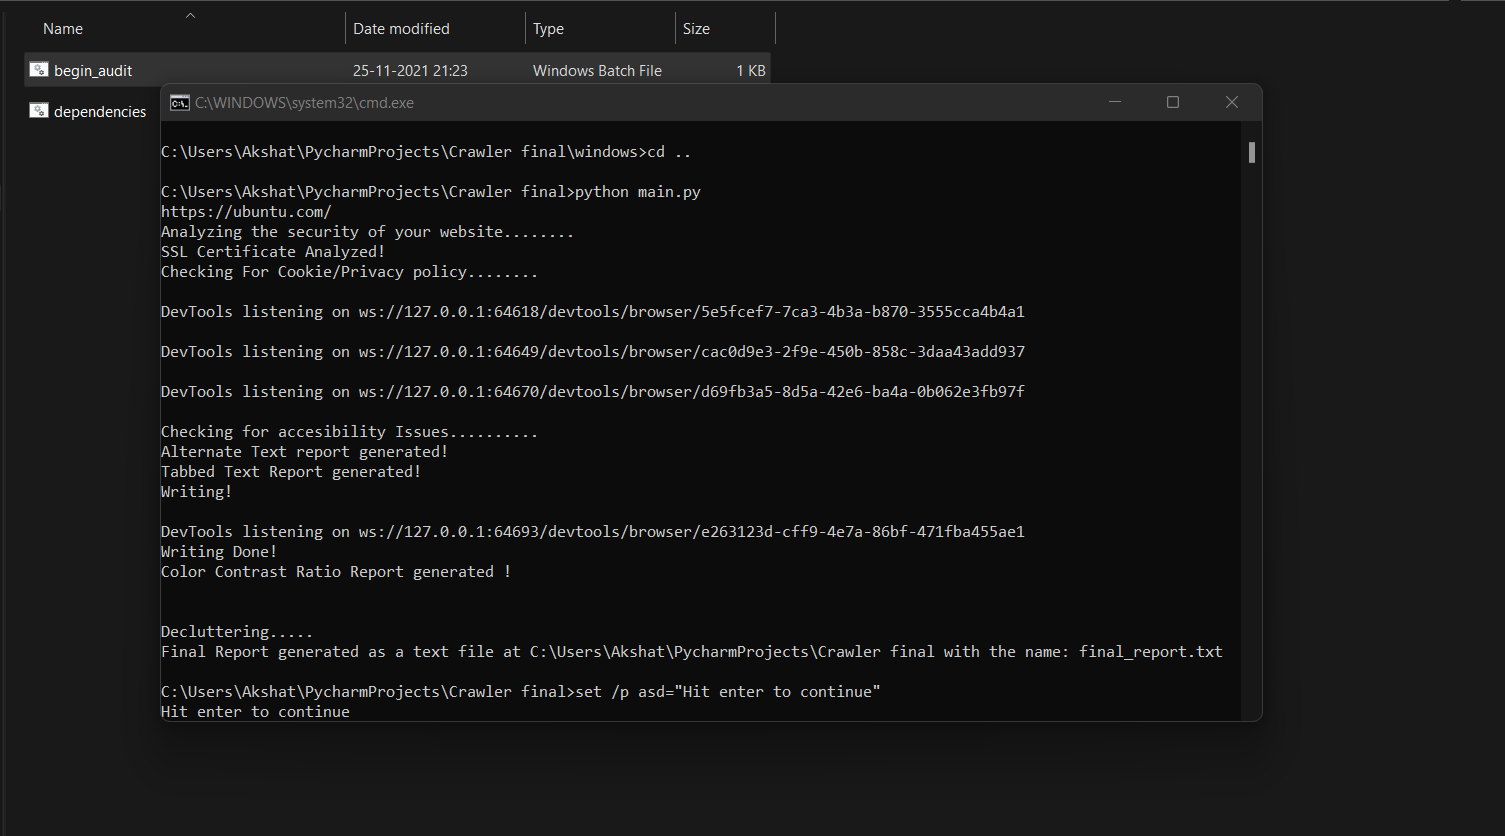 Name Date modified Type Size
begin_audit 25-11-2021 21:23 Windows Batch File 1 KB
dependencies
C:\WINDOWS\system32\cmd.exe
C:\Users\Akshat\PycharmProjects\Crawler final\windows>cd ..
C:\Users\Akshat\PycharmProjects\Crawler final>python main.py
https://ubuntu.com/
Analyzing the security of your website........
SSL Certificate Analyzed!
Checking For Cookie/Privacy policy........
DevTools listening on ws://127.0.0.1:64618/devtools/browser/5e5fcef7-7ca3-4b3a-b870-3555cca4b4a1
DevTools listening on ws://127.0.0.1:64649/devtools/browser/cac0d9e3-2f9e-450b-858c-3daa43add937
DevTools listening on ws://127.0.0.1:64670/devtools/browser/d69fb3a5-8d5a-42e6-ba4a-0b062e3fb97f
Checking for accesibility Issues..........
Alternate Text report generated!
Tabbed Text Report generated!
Writing!
DevTools listening on ws://127.0.0.1:64693/devtools/browser/e263123d-cff9-4e7a-86bf-471fba455ae1
Writing Done!
Color Contrast Ratio Report generated !
Decluttering.....
Final Report generated as a text file at C:\Users\Akshat\PycharmProjects\Crawler final with the name: final_report.txt
C:\Users\Akshat\PycharmProjects\Crawler final>set /p asd="Hit enter to continue"
Hit enter to continue